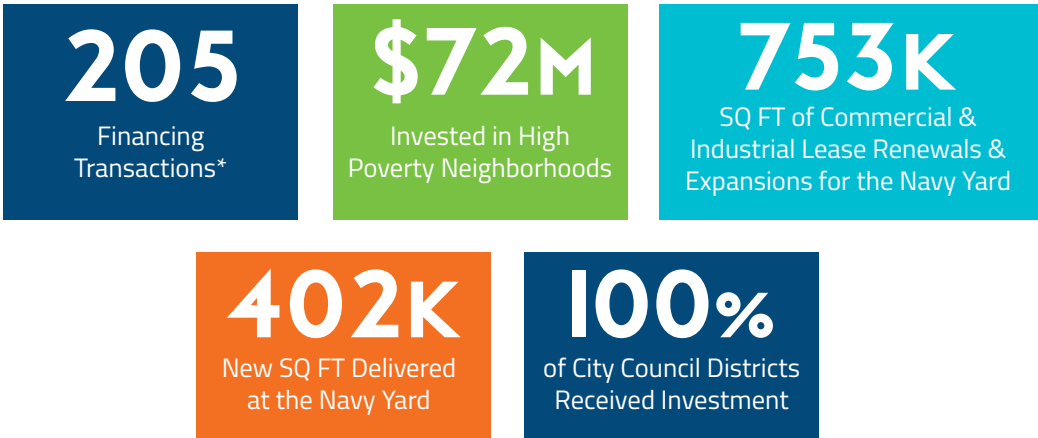 205
Financing
Transactions*
$72M
Invested in High
Poverty Neighborhoods
753K
SQ FT of Commercial &
Industrial Lease Renewals &
Expansions for the Navy Yard
402K
New SQ FT Delivered
at the Navy Yard
100%
of City Council Districts
Received Investment